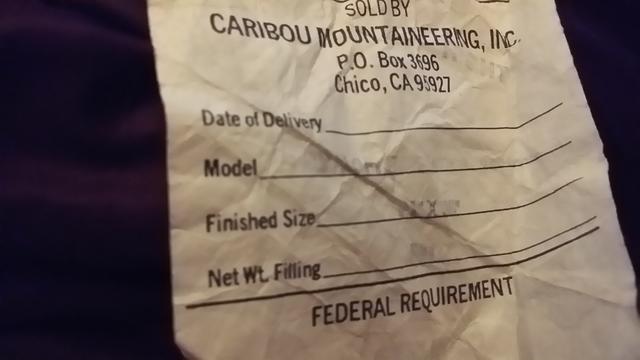 SOLD BY
CARIBOU MOUNTAINEERING, INC.
P.O. Box 3696
Chico, CA 95927
Date of Delivery
Model
Finished Size
Net Wt. Filling
FEDERAL REQUIREMENT